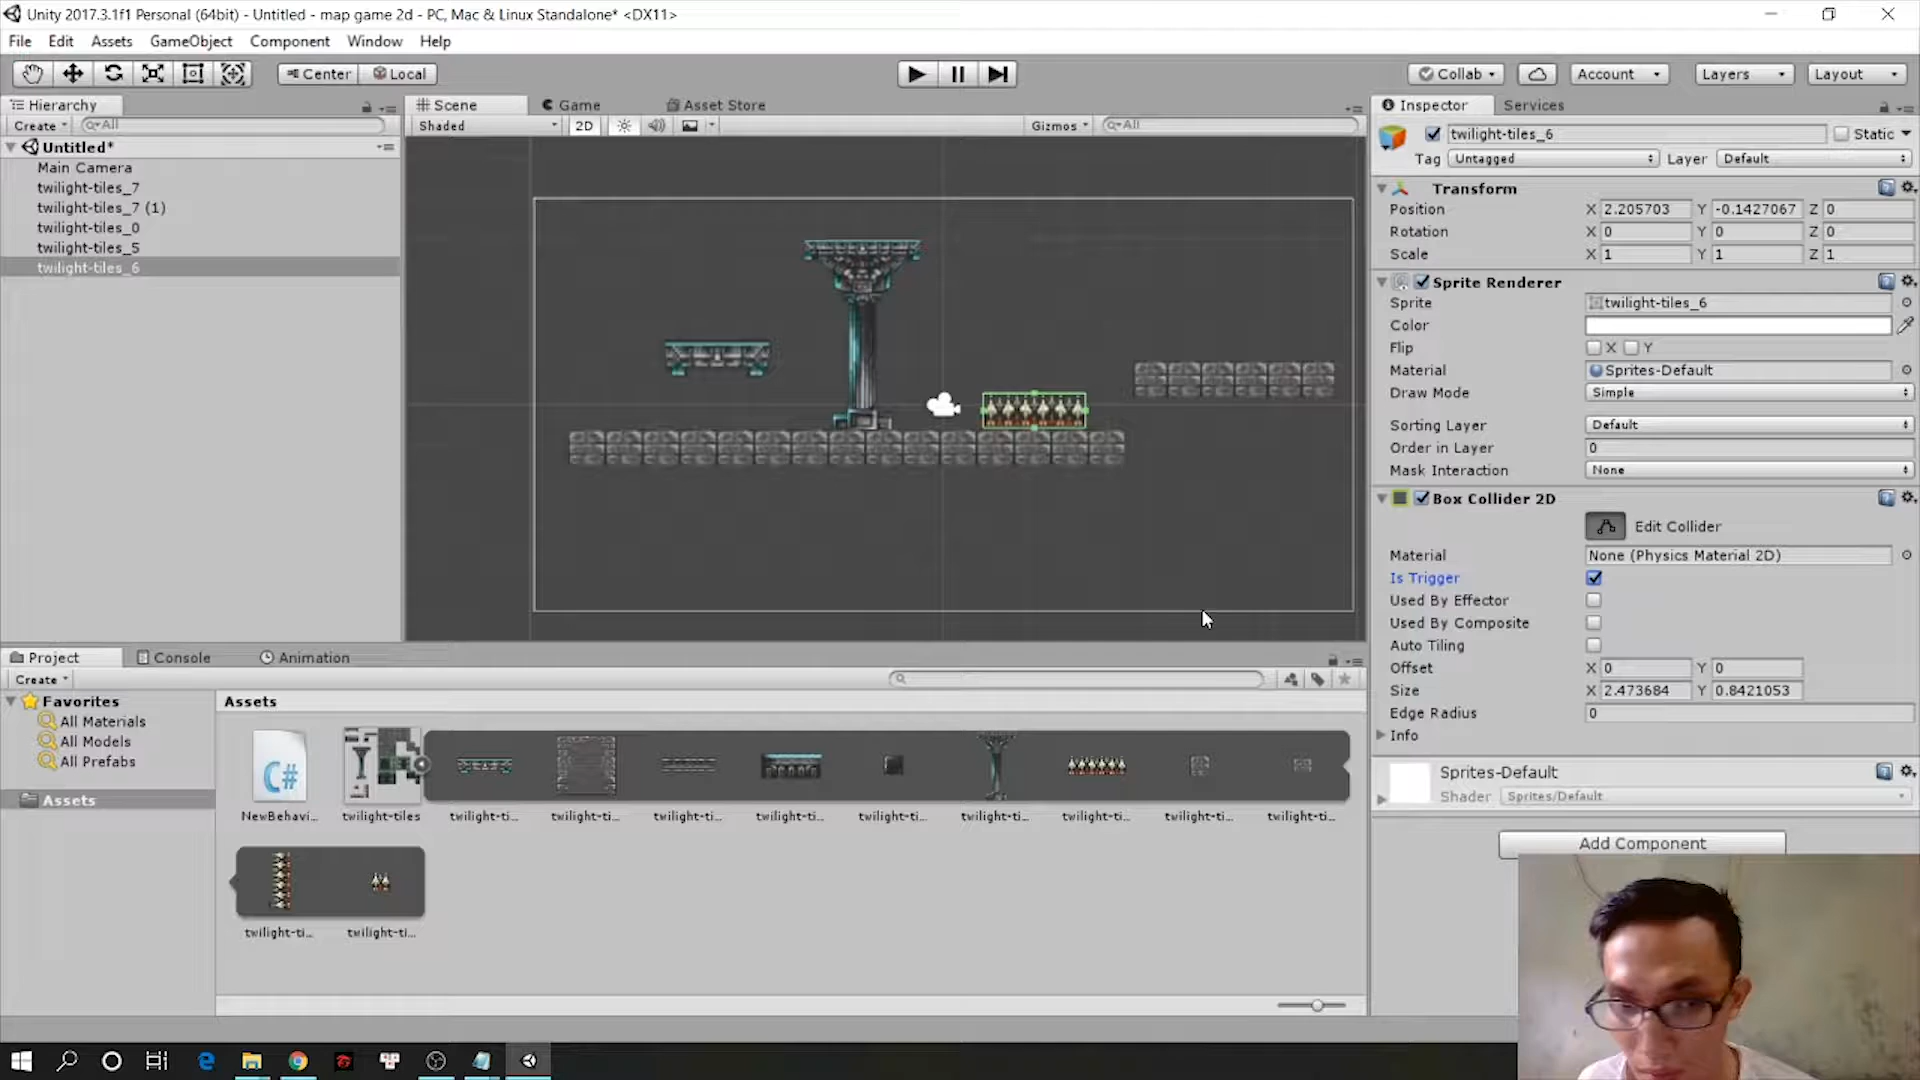 Unity 2017.3.1f1 Personal (64bit) - Untitled - map game 2d - PC, Mac & Linux Standalone* <DX11>
File Edit Assets GameObject Component Window Help
Center Local Collab Account Layers Layout
Hierarchy
Create All
Untitled*
Main Camera
twilight-tiles_7
twilight-tiles_7 (1)
twilight-tiles_0
twilight-tiles_5
twilight-tiles_6
Scene Game Asset Store
Shaded 2D Gizmos All
Inspector Services
twilight-tiles_6 Static
Tag Untagged Layer Default
Transform
Position X 2.205703 Y -0.1427067 Z 0
Rotation X 0 Y 0 Z 0
Scale X 1 Y 1 Z 1
Sprite Renderer
Sprite twilight-tiles_6
Color
Flip X Y
Material Sprites-Default
Draw Mode Simple
Sorting Layer Default
Order in Layer 0
Mask Interaction None
Box Collider 2D
Edit Collider
Material None (Physics Material 2D)
Is Trigger
Used By Effector
Used By Composite
Auto Tiling
Offset X 0 Y 0
Size X 2.473684 Y 0.8421053
Edge Radius 0
Info
Sprites-Default
Shader Sprites/Default
Add Component
Project Console Animation
Create
Favorites
All Materials
All Models
All Prefabs
Assets
Assets
C#
NewBehavi... twilight-tiles twilight-ti... twilight-ti... twilight-ti... twilight-ti... twilight-ti... twilight-ti... twilight-ti... twilight-ti... twilight-ti...
twilight-ti... twilight-ti...